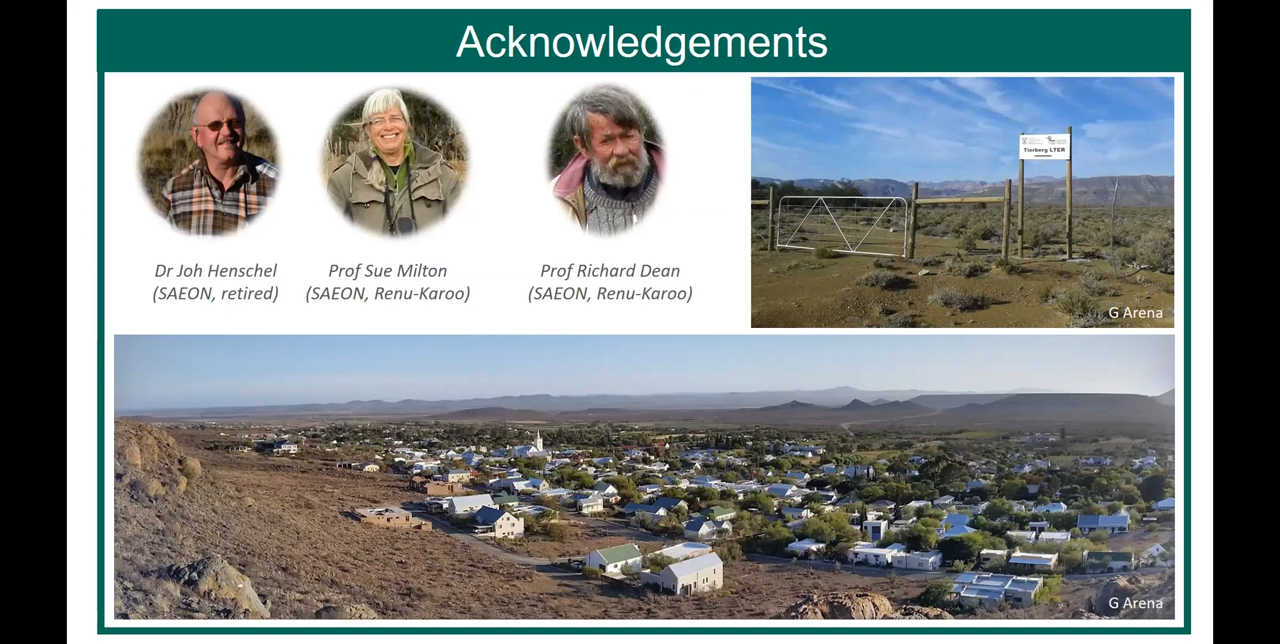 Acknowledgements
Dr Joh Henschel
(SAEON, retired)
Prof Sue Milton
(SAEON, Renu-Karoo)
Prof Richard Dean
(SAEON, Renu-Karoo)
Tierberg LTER
G Arena
G Arena